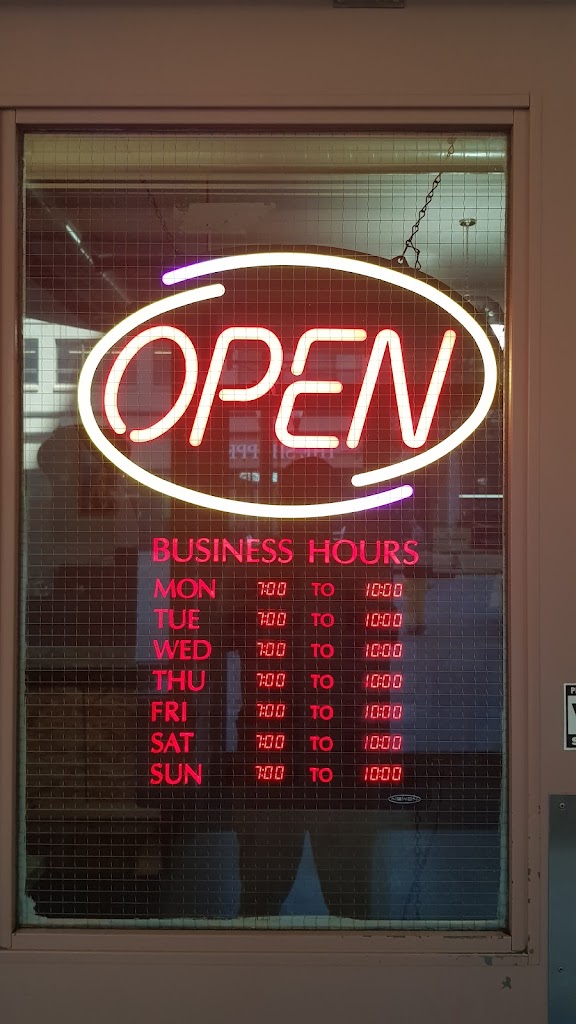 OPEN
BUSINESS HOURS
MON 7:00 TO 10:00
TUE 7:00 TO 10:00
WED 7:00 TO 10:00
THU 7:00 TO 10:00
FRI 7:00 TO 10:00
SAT 7:00 TO 10:00
SUN 7:00 TO 10:00